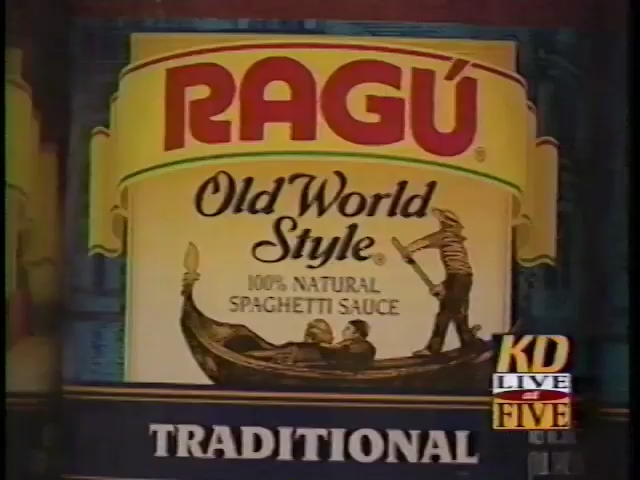 RAGÚ®
Old World
Style®
100% NATURAL
SPAGHETTI SAUCE
KD
LIVE
at
FIVE
TRADITIONAL